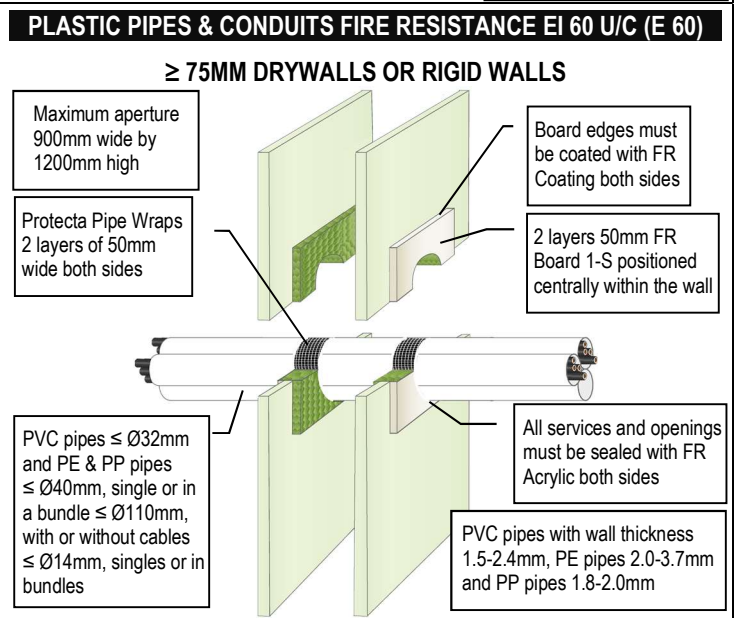 PLASTIC PIPES & CONDUITS FIRE RESISTANCE EI 60 U/C (E 60)
≥ 75MM DRYWALLS OR RIGID WALLS
Maximum aperture
900mm wide by
1200mm high
Board edges must
be coated with FR
Coating both sides
Protecta Pipe Wraps
2 layers of 50mm
wide both sides
2 layers 50mm FR
Board 1-S positioned
centrally within the wall
PVC pipes ≤ Ø32mm
and PE & PP pipes
≤ Ø40mm, single or in
a bundle ≤ Ø110mm,
with or without cables
≤ Ø14mm, singles or in
bundles
All services and openings
must be sealed with FR
Acrylic both sides
PVC pipes with wall thickness
1.5-2.4mm, PE pipes 2.0-3.7mm
and PP pipes 1.8-2.0mm